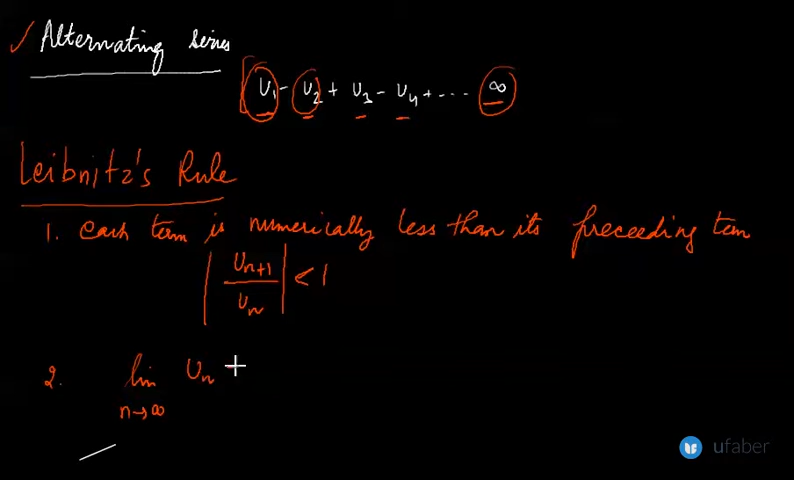 Alternating series
U₁ - U₂ + U₃ - U₄ + ... ∞
Leibnitz's Rule
1. Each term is numerically less than its preceeding term
| Uₙ₊₁ / Uₙ | < 1
2. lim n→∞ Uₙ
ufaber